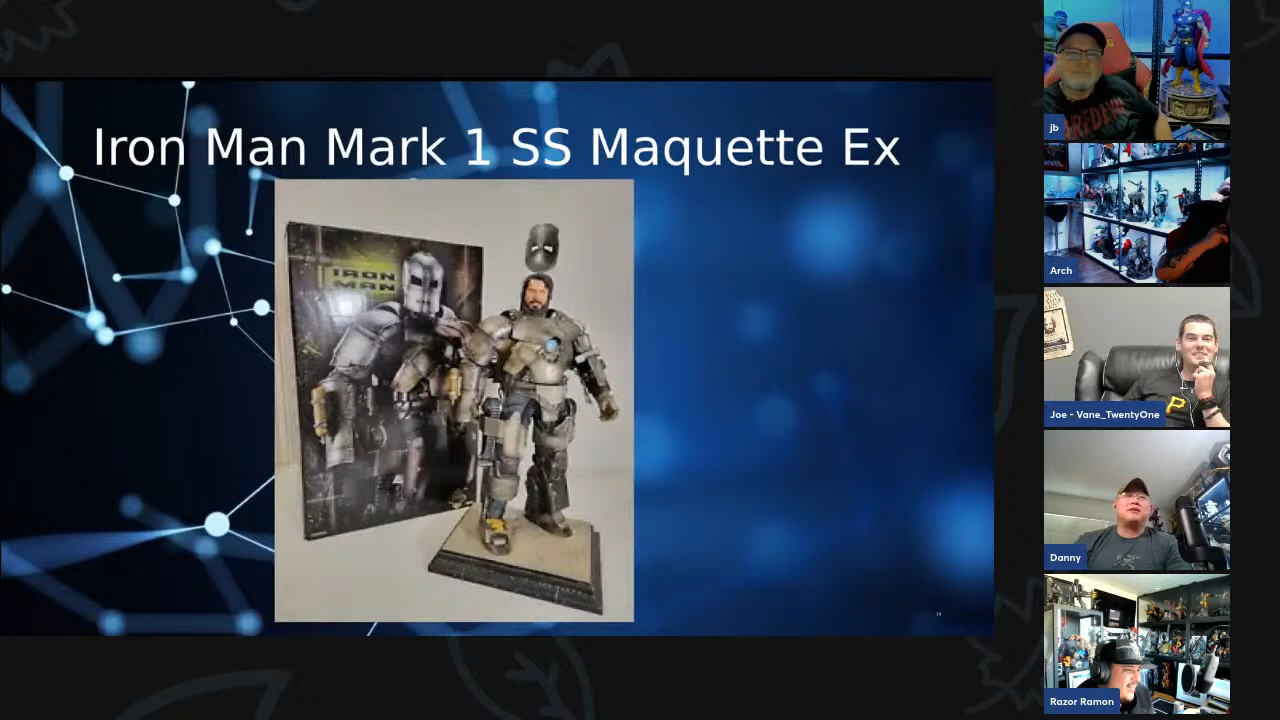 Iron Man Mark 1 SS Maquette Ex
IRON
MAN
jb
Arch
Joe - Vane_TwentyOne
P
Danny
Razor Ramon